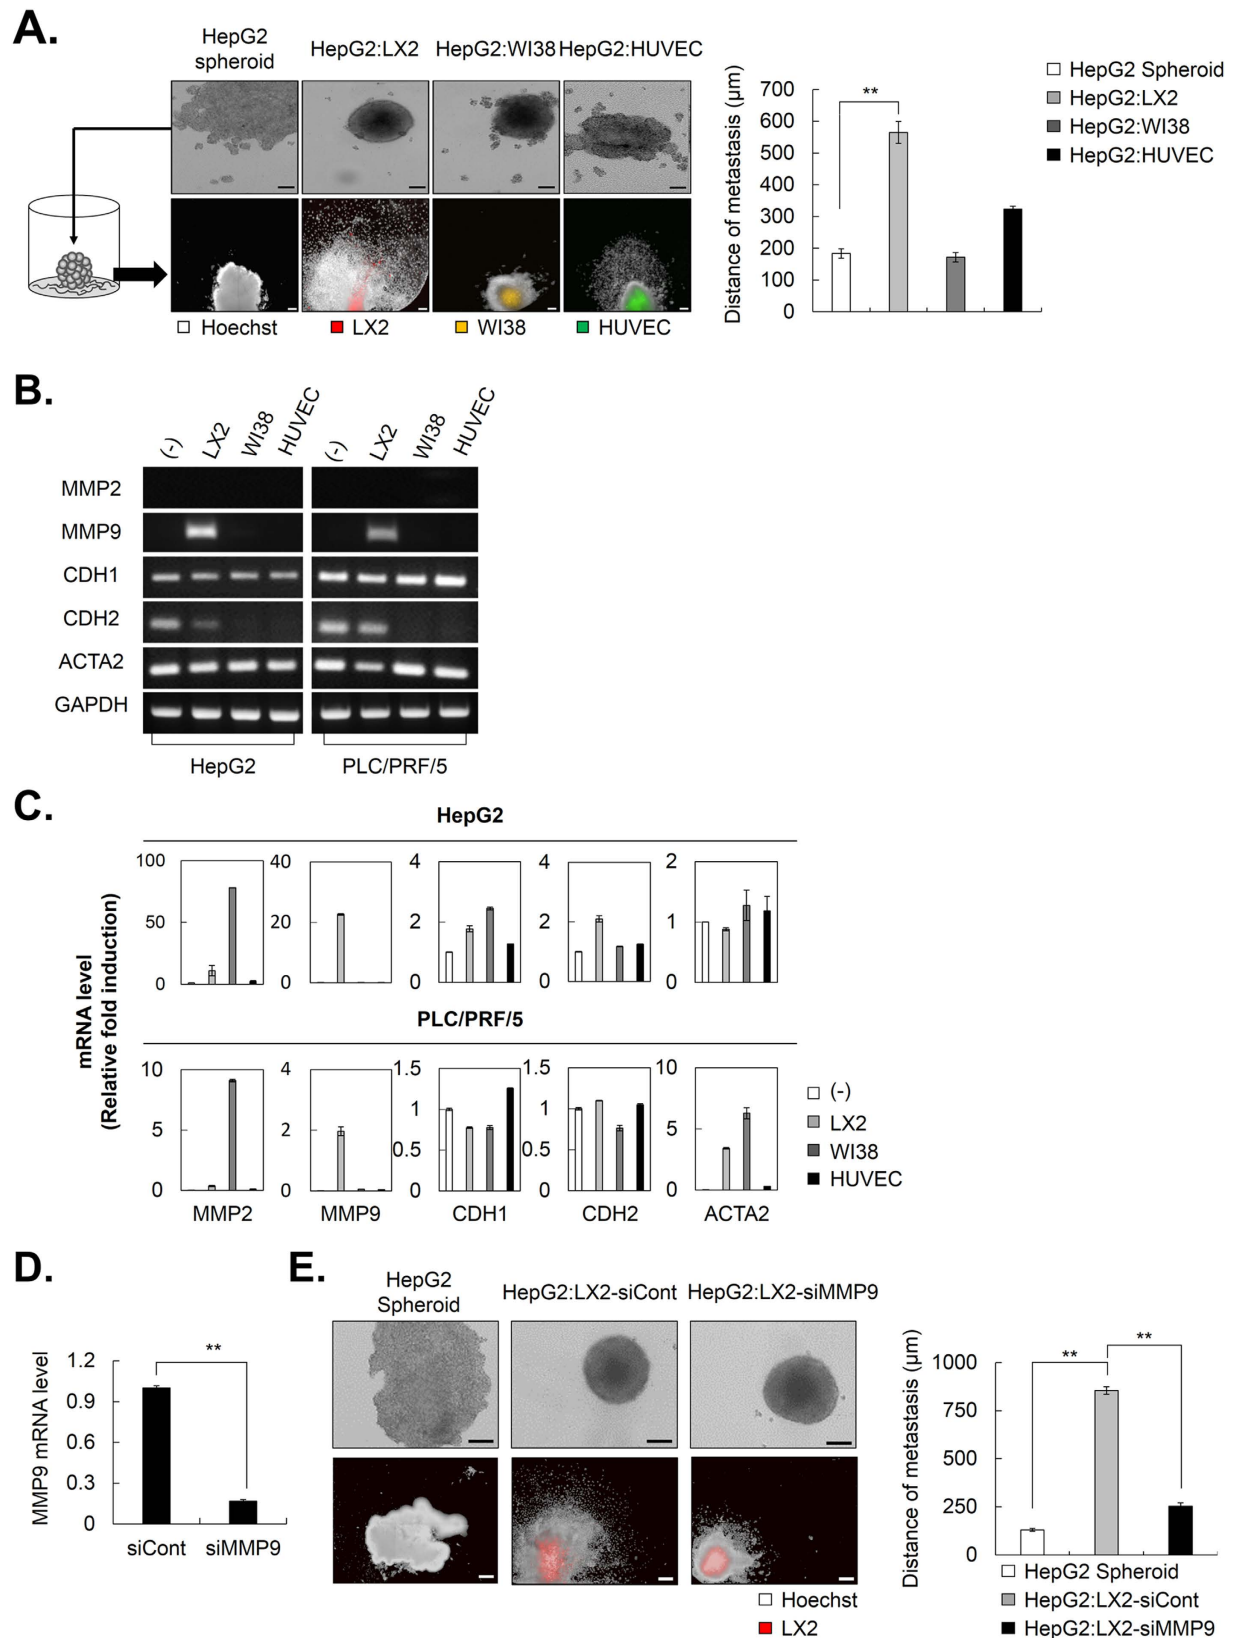 A.
HepG2
spheroid
HepG2:LX2
HepG2:WI38
HepG2:HUVEC
Hoechst
LX2
WI38
HUVEC
Distance of metastasis (μm)
700
600
500
400
300
200
100
0
**
HepG2 Spheroid
HepG2:LX2
HepG2:WI38
HepG2:HUVEC
B.
(-)
LX2
WI38
HUVEC
(-)
LX2
WI38
HUVEC
MMP2
MMP9
CDH1
CDH2
ACTA2
GAPDH
HepG2
PLC/PRF/5
C.
HepG2
mRNA level
(Relative fold induction)
100
50
0
40
20
0
4
2
0
4
2
0
2
1
0
PLC/PRF/5
10
5
0
4
2
0
1.5
1
0.5
0
1.5
1
0.5
0
10
5
0
MMP2
MMP9
CDH1
CDH2
ACTA2
(-)
LX2
WI38
HUVEC
D.
MMP9 mRNA level
1.2
0.9
0.6
0.3
0
**
siCont
siMMP9
E.
HepG2
Spheroid
HepG2:LX2-siCont
HepG2:LX2-siMMP9
Hoechst
LX2
Distance of metastasis (μm)
1000
750
500
250
0
**
**
HepG2 Spheroid
HepG2:LX2-siCont
HepG2:LX2-siMMP9